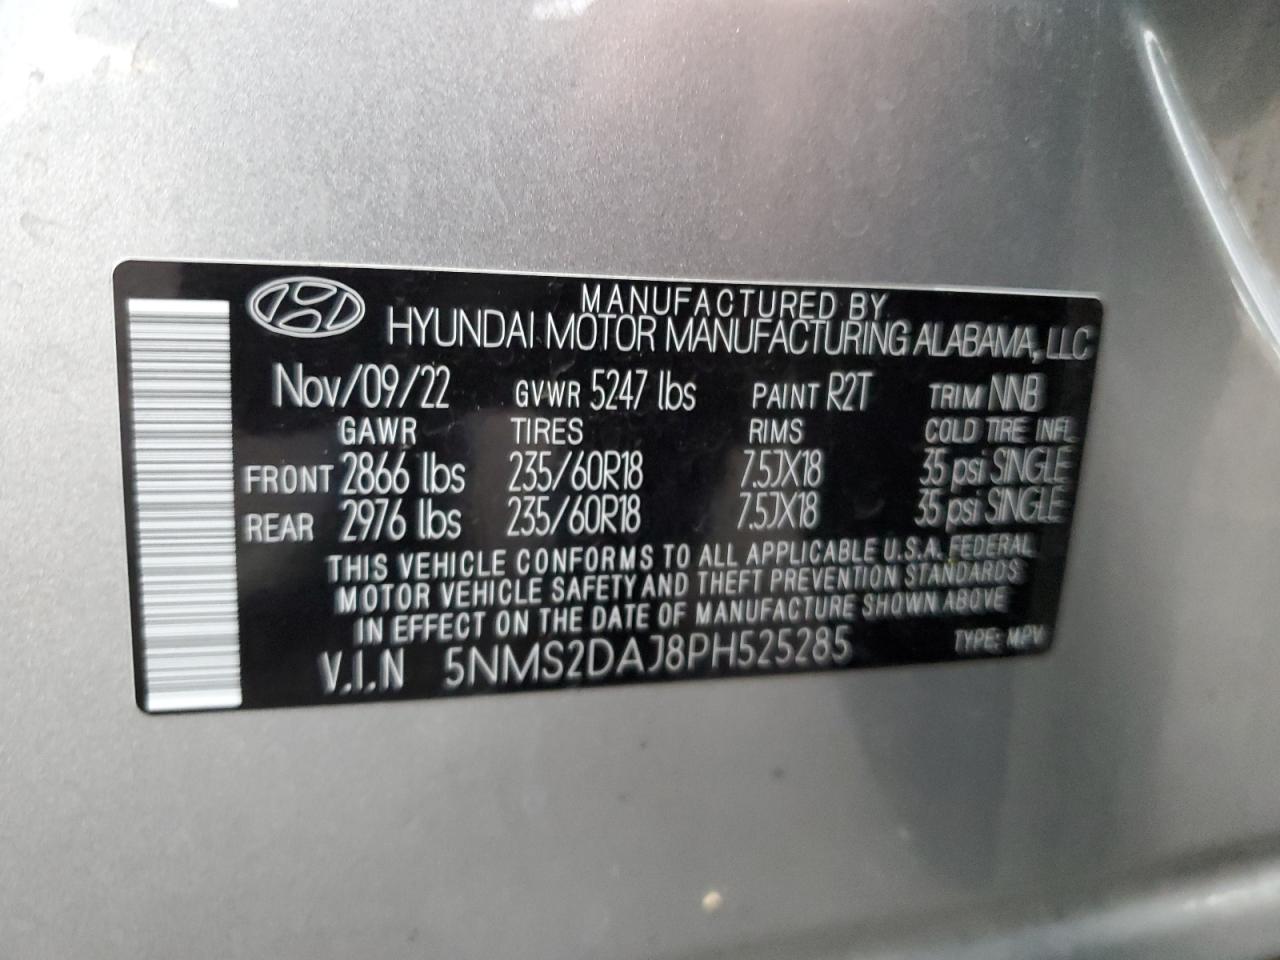 MANUFACTURED BY
HYUNDAI MOTOR MANUFACTURING ALABAMA, LLC
Nov/09/22 GVWR 5247 lbs PAINT R2T TRIM NNB
GAWR TIRES RIMS COLD TIRE INFL
FRONT 2866 lbs 235/60R18 7.5JX18 35 psi SINGLE
REAR 2976 lbs 235/60R18 7.5JX18 35 psi SINGLE
THIS VEHICLE CONFORMS TO ALL APPLICABLE U.S.A. FEDERAL
MOTOR VEHICLE SAFETY AND THEFT PREVENTION STANDARDS
IN EFFECT ON THE DATE OF MANUFACTURE SHOWN ABOVE
V.I.N 5NMS2DAJ8PH525285 TYPE: MPV